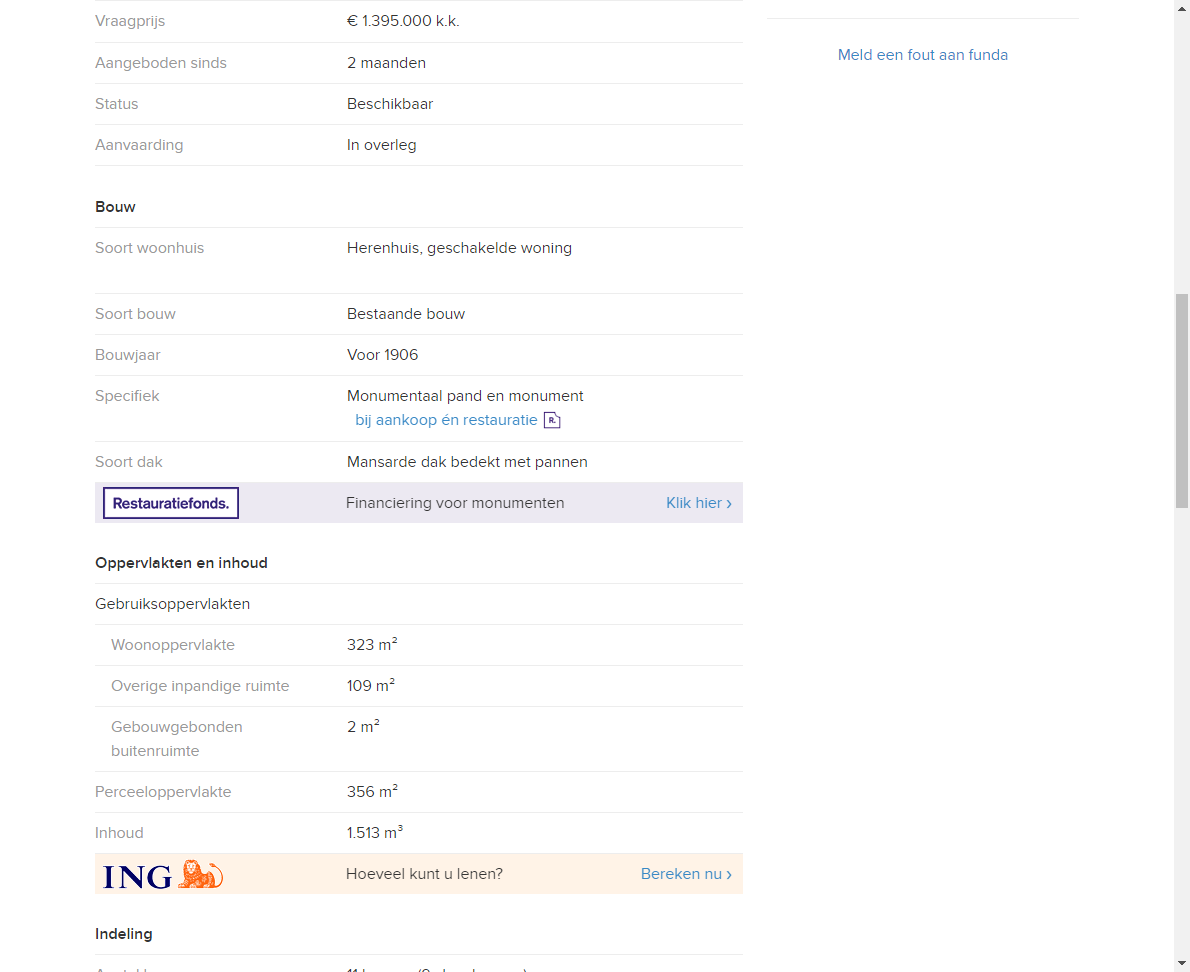 Vraagprijs € 1.395.000 k.k.
Meld een fout aan funda
Aangeboden sinds 2 maanden
Status Beschikbaar
Aanvaarding In overleg
Bouw
Soort woonhuis Herenhuis, geschakelde woning
Soort bouw Bestaande bouw
Bouwjaar Voor 1906
Specifiek Monumentaal pand en monument
bij aankoop én restauratie R.
Soort dak Mansarde dak bedekt met pannen
Restauratiefonds. Financiering voor monumenten Klik hier ›
Oppervlakten en inhoud
Gebruiksoppervlakten
Woonoppervlakte 323 m²
Overige inpandige ruimte 109 m²
Gebouwgebonden 2 m²
buitenruimte
Perceeloppervlakte 356 m²
Inhoud 1.513 m³
ING Hoeveel kunt u lenen? Bereken nu ›
Indeling